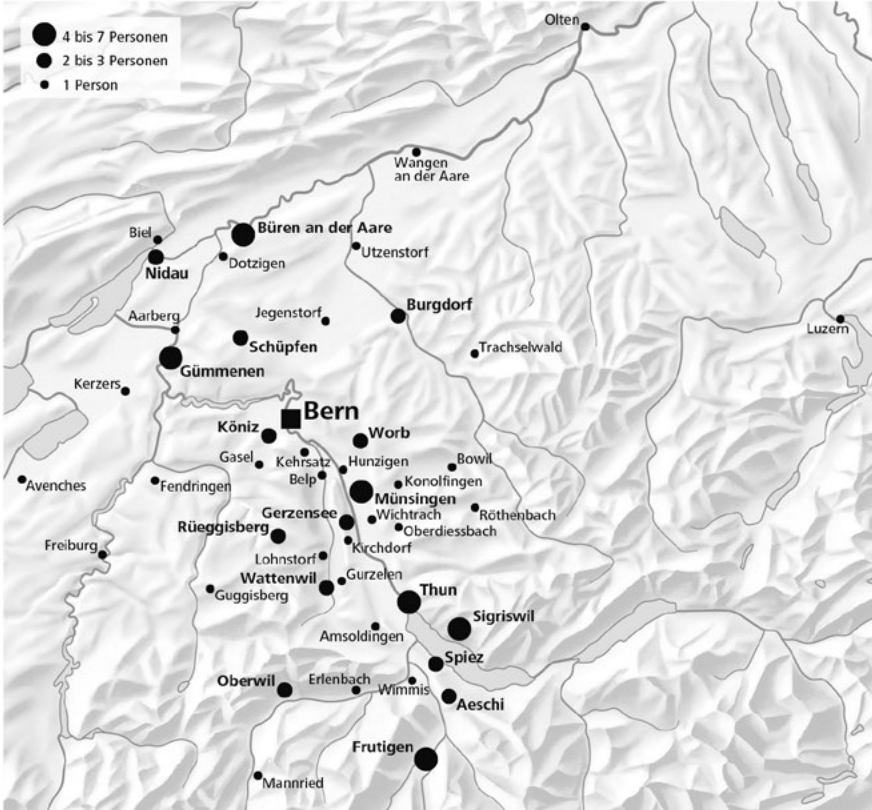 4 bis 7 Personen
2 bis 3 Personen
1 Person
Olten
Wangen
an der Aare
Biel
Büren an der Aare
Nidau
Dotzigen
Utzenstorf
Aarberg
Jegenstorf
Burgdorf
Luzern
Schüpfen
Trachselwald
Gümmenen
Kerzers
Bern
Köniz
Worb
Gasel
Kehrsatz
Hunzigen
Bowil
Belp
Konolfingen
Avenches
Fendringen
Münsingen
Gerzensee
Wichtrach
Röthenbach
Rüeggisberg
Oberdiessbach
Freiburg
Kirchdorf
Lohnstorf
Wattenwil
Gurzelen
Guggisberg
Thun
Sigriswil
Amsoldingen
Spiez
Oberwil
Erlenbach
Wimmis
Aeschi
Frutigen
Mannried